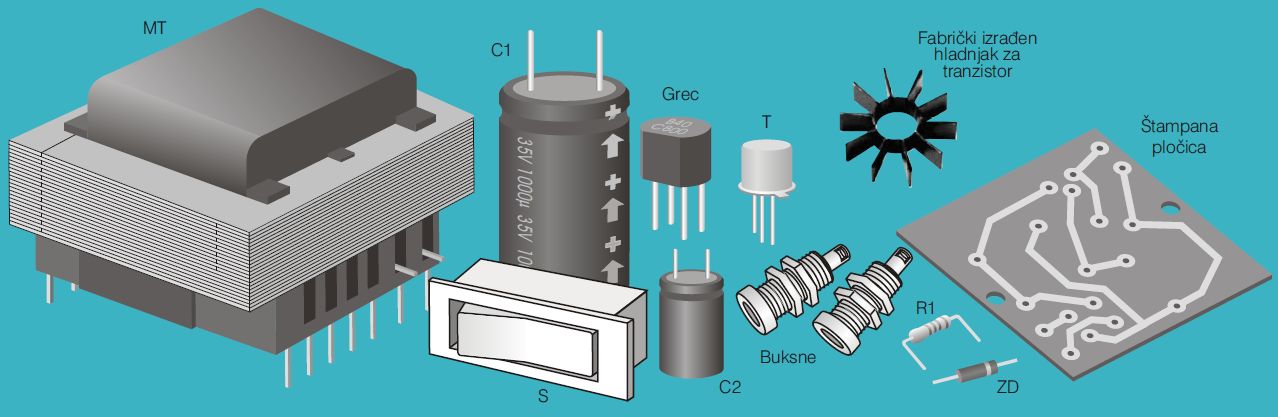 MT
C1
35V 1000µ 35V 10
Grec
840
C800
T
Fabrički izrađen
hladnjak za
tranzistor
Štampana
pločica
S
C2
Buksne
R1
ZD